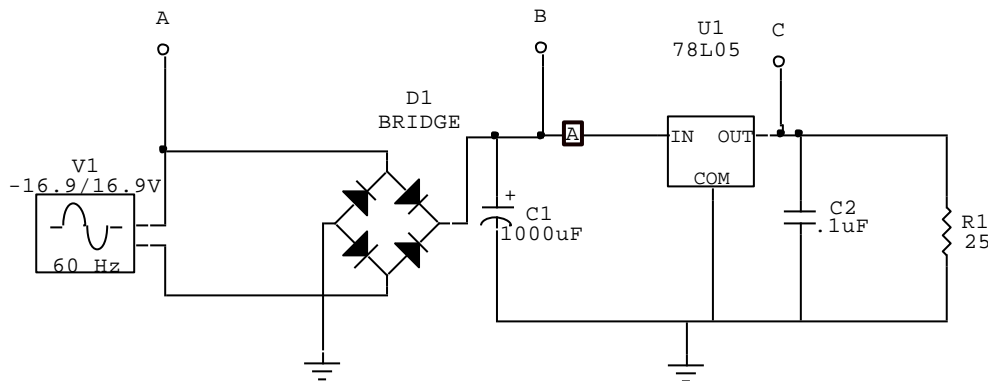 A
B
U1
78L05
C
D1
BRIDGE
A
IN OUT
COM
V1
-16.9/16.9V
60 Hz
+
C1
1000uF
C2
.1uF
R1
25